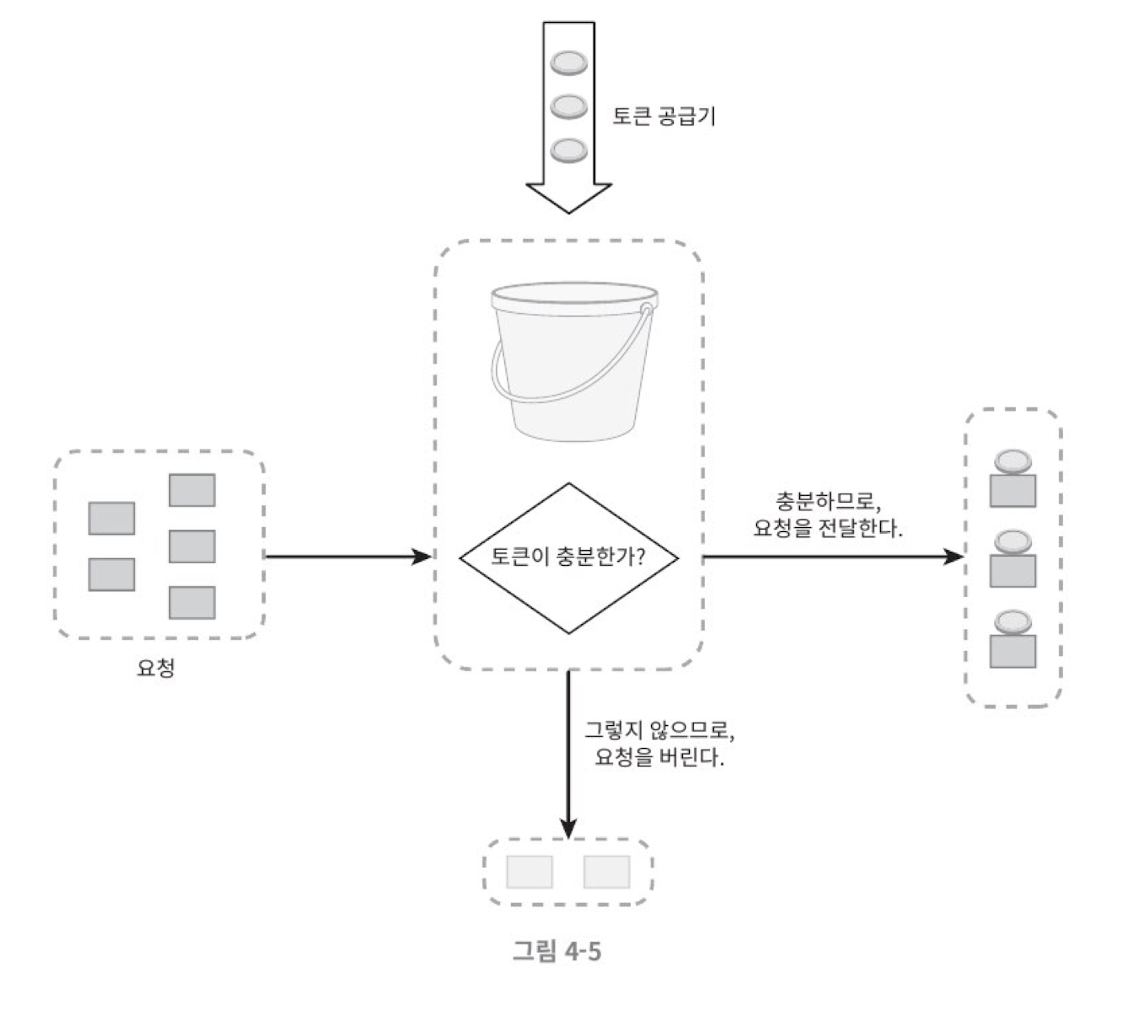 토큰 공급기
충분하므로,
요청을 전달한다.
토큰이 충분한가?
요청
그렇지 않으므로,
요청을 버린다.
그림 4-5